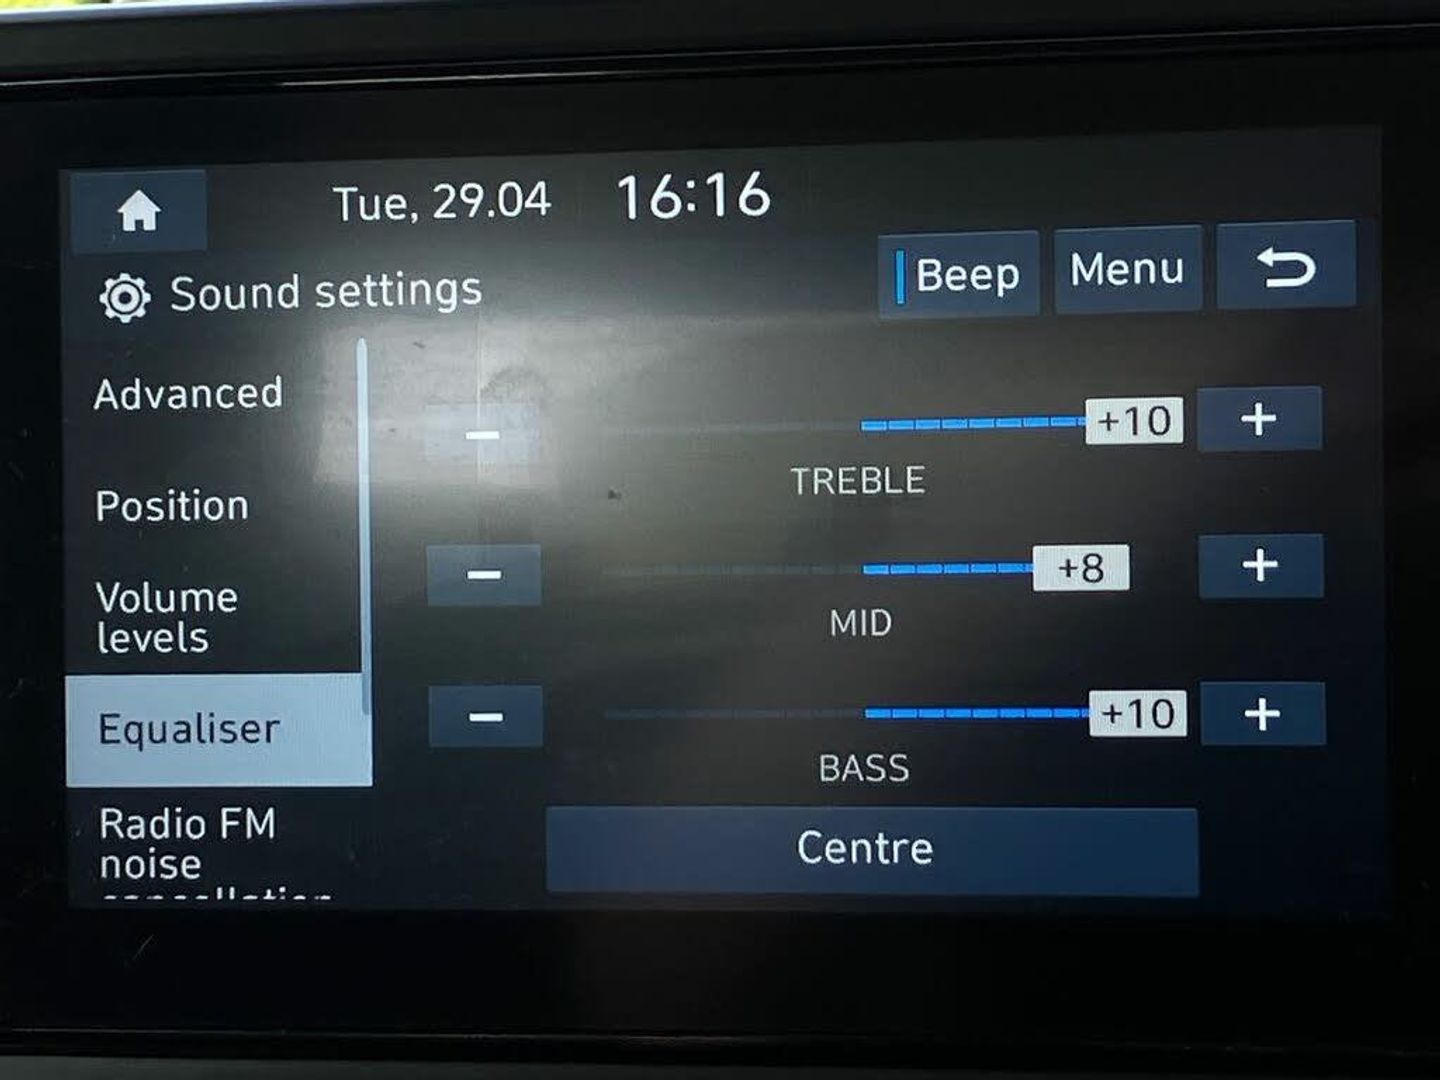 Tue, 29.04 16:16
Sound settings
Beep
Menu
Advanced
Position
Volume
levels
Equaliser
Radio FM
noise
- +10 +
TREBLE
- +8 +
MID
- +10 +
BASS
Centre